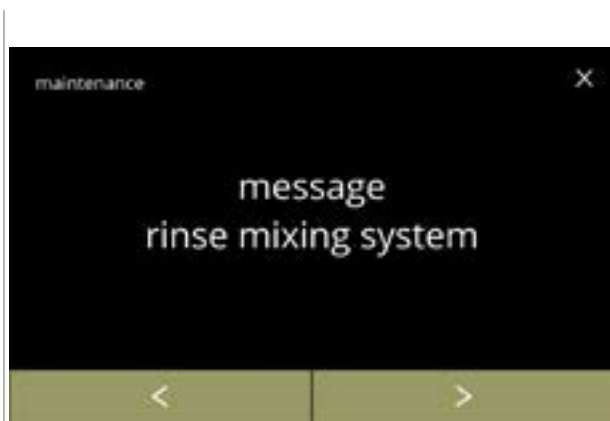 maintenance X
message
rinse mixing system
< >